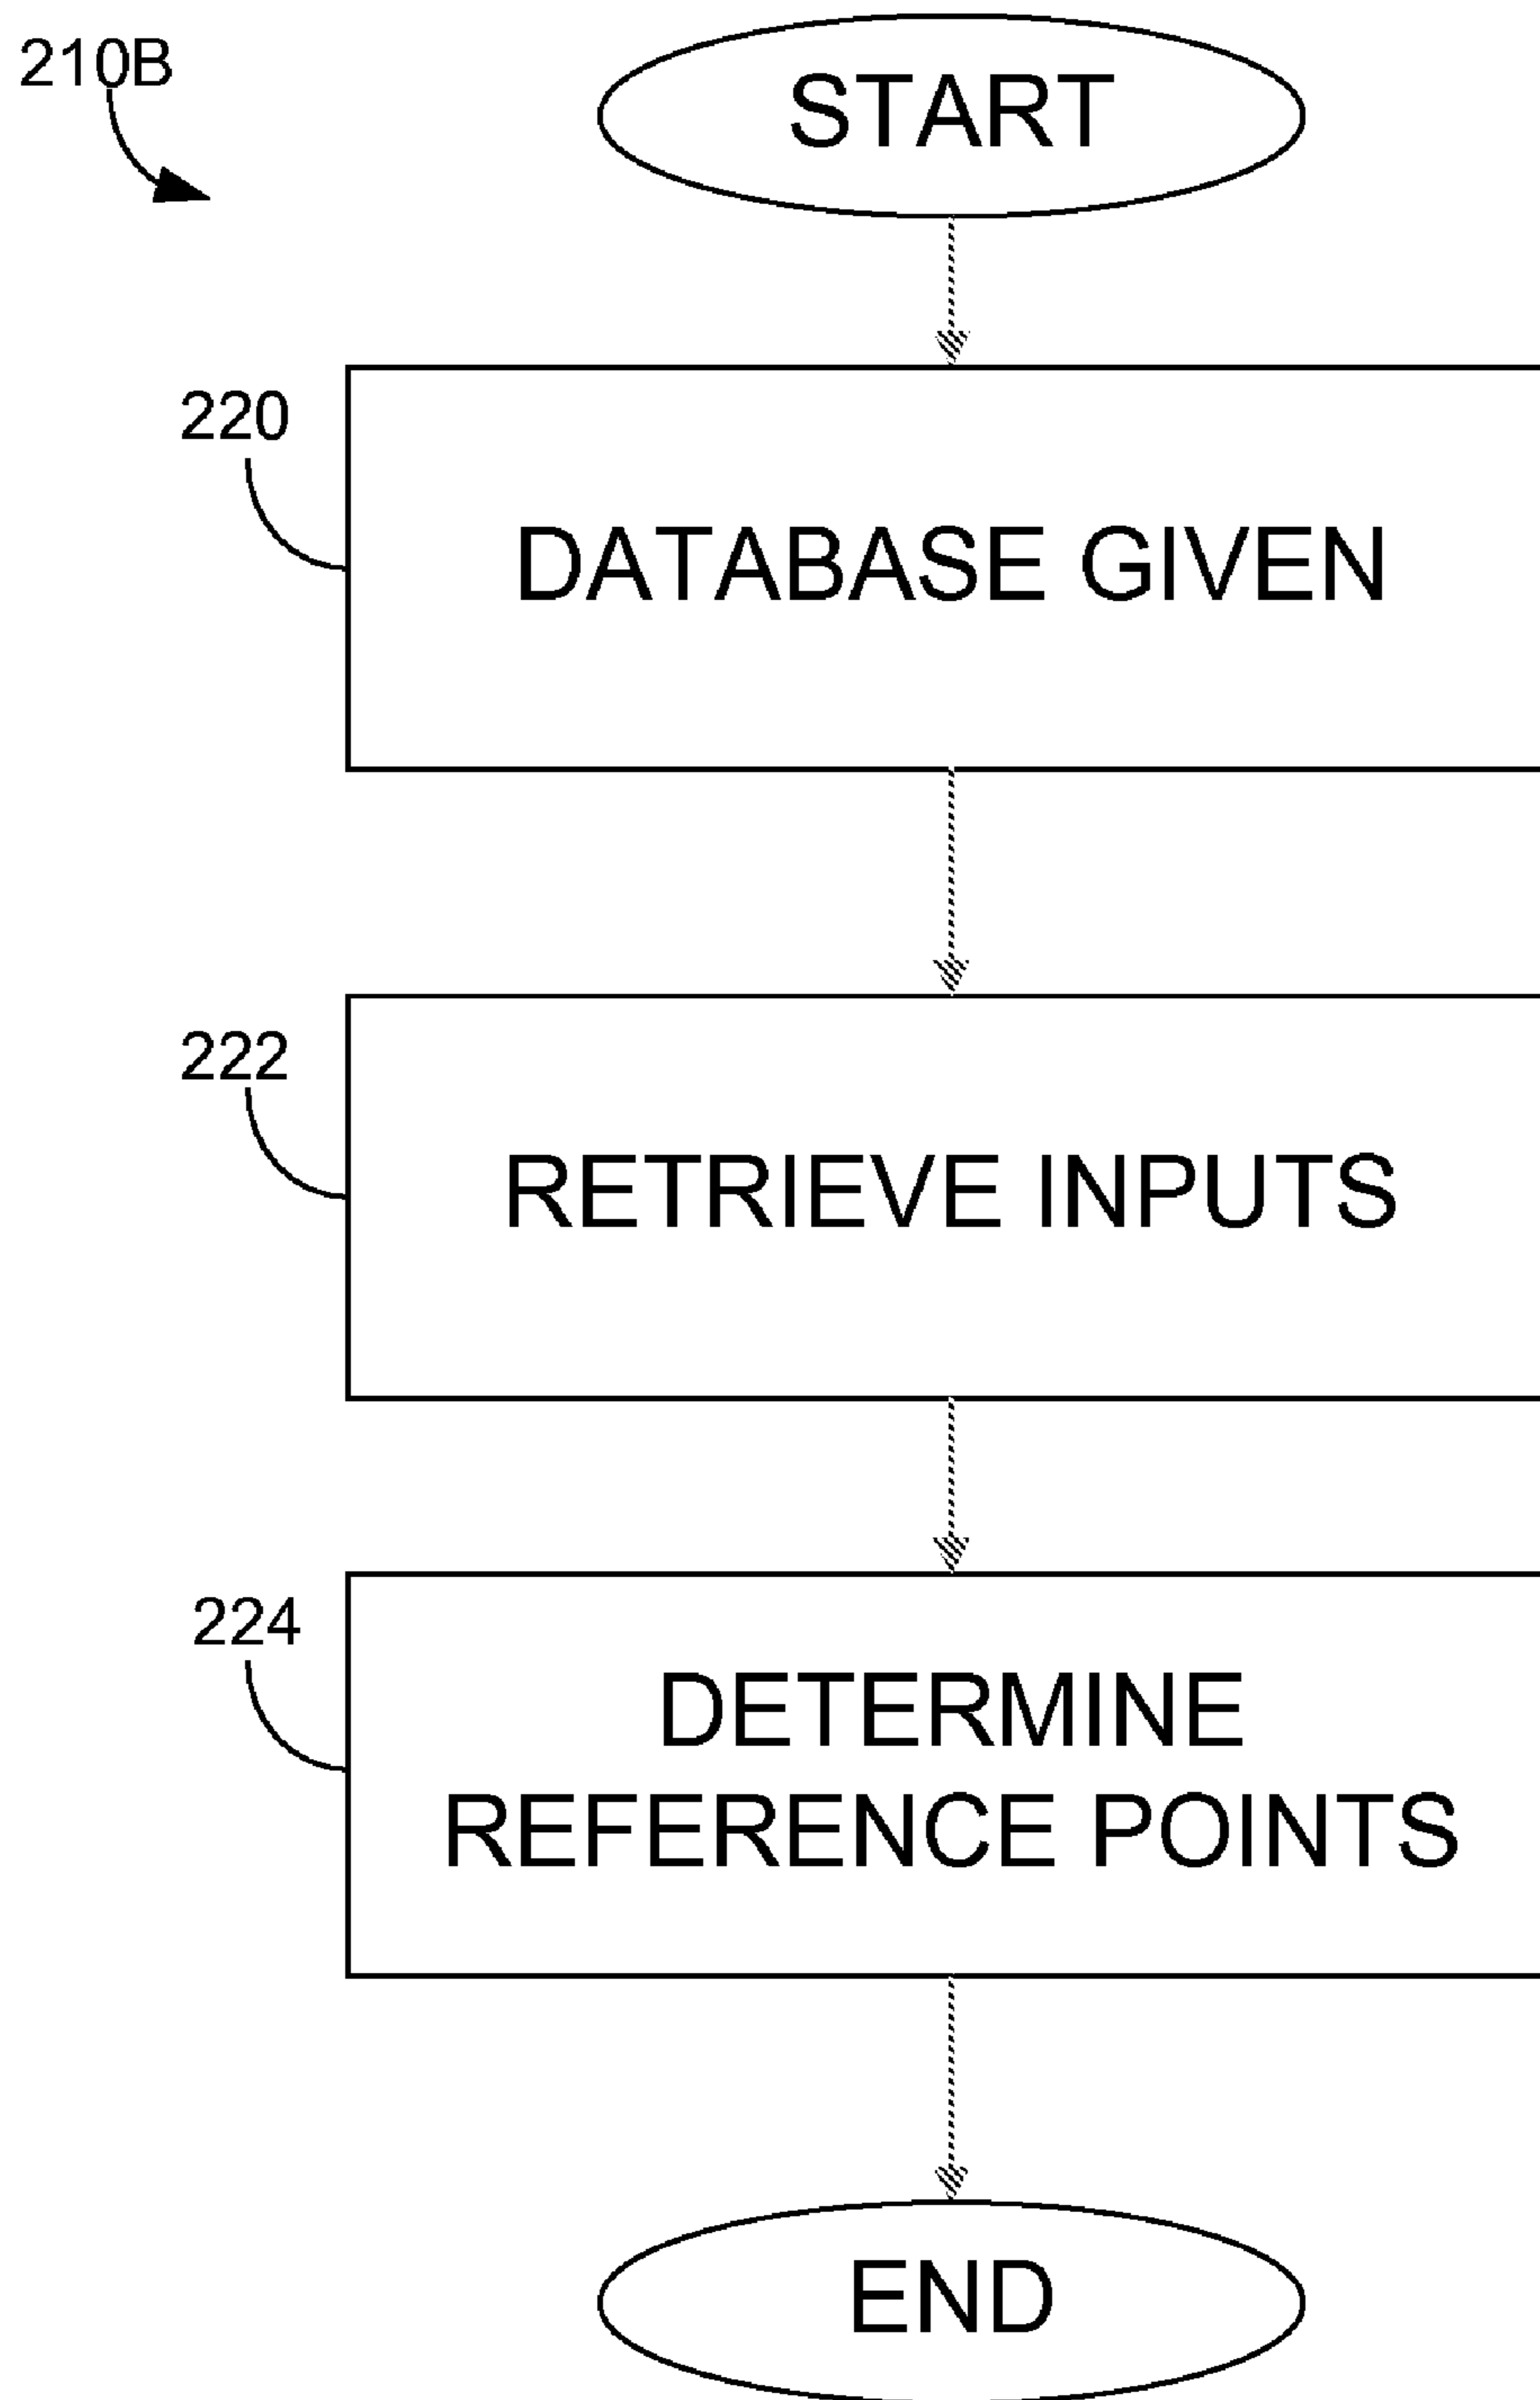 210B
START
220
DATABASE GIVEN
222
RETRIEVE INPUTS
224
DETERMINE
REFERENCE POINTS
END